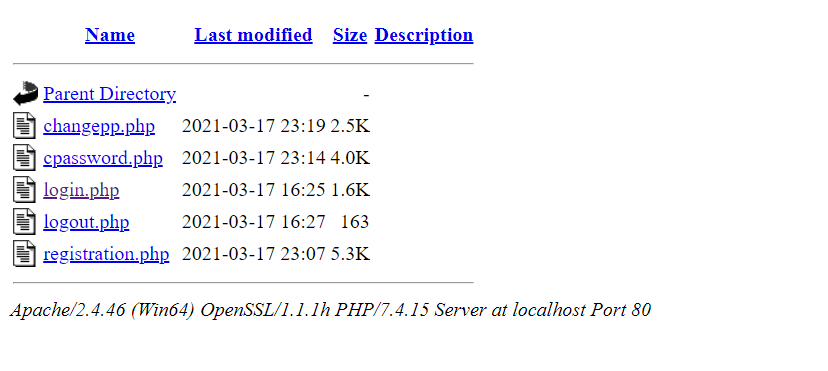 Name Last modified Size Description
Parent Directory -
changepp.php 2021-03-17 23:19 2.5K
cpassword.php 2021-03-17 23:14 4.0K
login.php 2021-03-17 16:25 1.6K
logout.php 2021-03-17 16:27 163
registration.php 2021-03-17 23:07 5.3K
Apache/2.4.46 (Win64) OpenSSL/1.1.1h PHP/7.4.15 Server at localhost Port 80